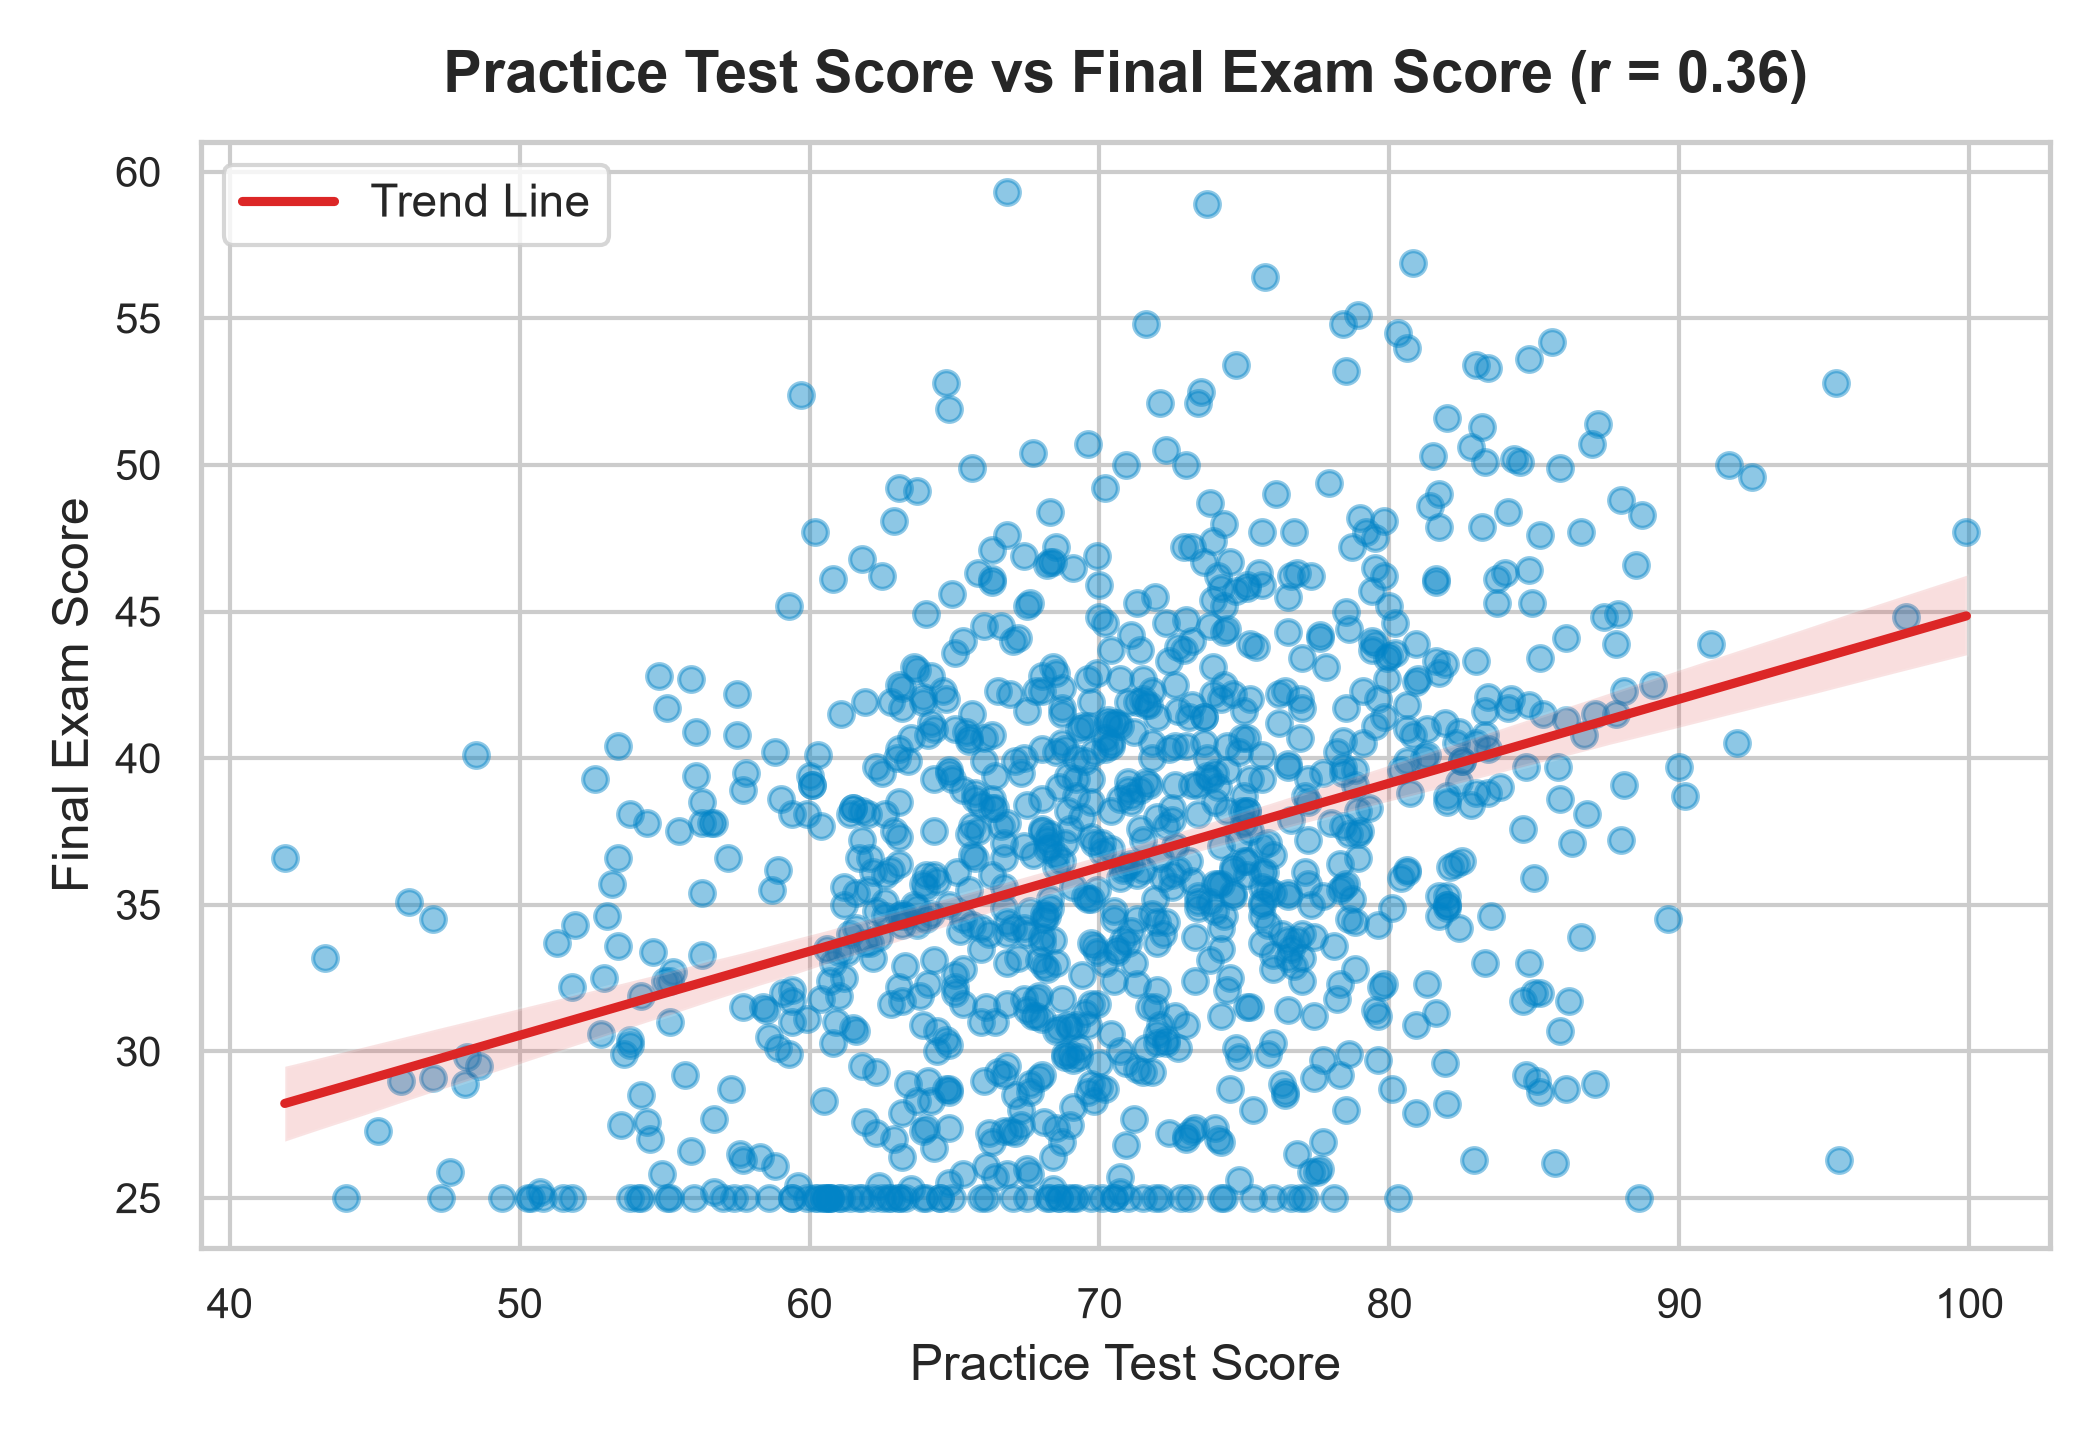 Practice Test Score vs Final Exam Score (r = 0.36)
Trend Line
60
55
50
45
40
35
30
25
Final Exam Score
40 50 60 70 80 90 100
Practice Test Score